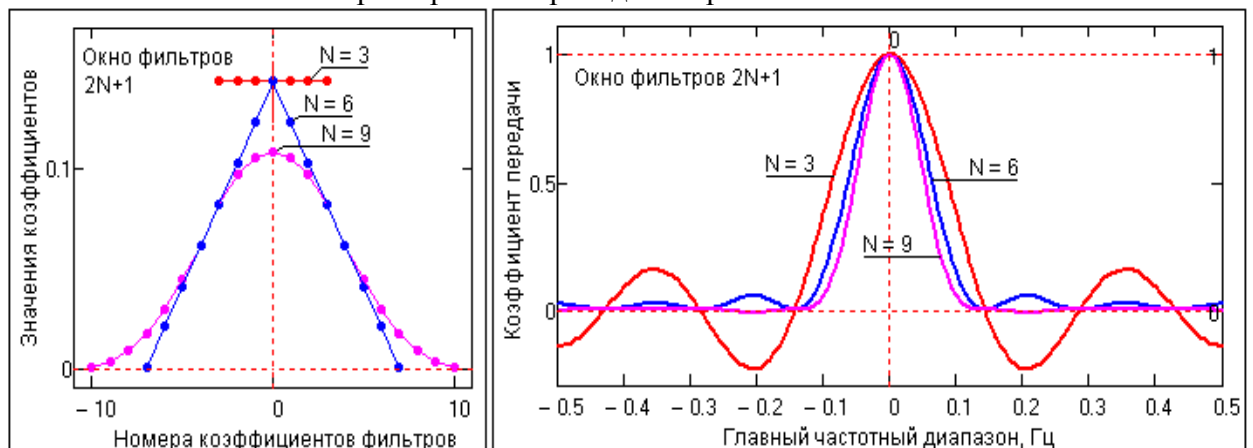 Окно фильтров
2N+1
N = 3
N = 6
N = 9
0.1
0
Значения коэффициентов
– 10
0
10
Номера коэффициентов фильтров
0
1
1
Окно фильтров 2N+1
N = 3
N = 6
0.5
N = 9
0
0
Коэффициент передачи
– 0.5 – 0.4 – 0.3 – 0.2 – 0.1 0 0.1 0.2 0.3 0.4 0.5
Главный частотный диапазон, Гц